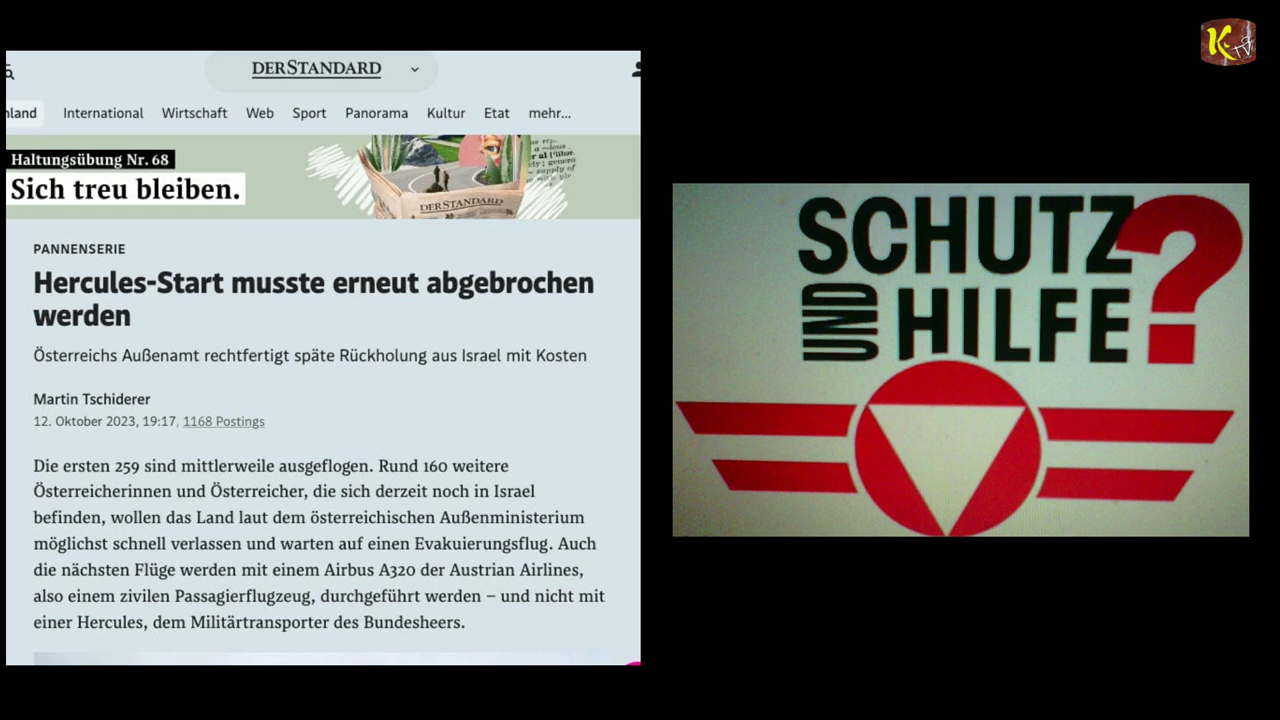 DERSTANDARD
nland International Wirtschaft Web Sport Panorama Kultur Etat mehr...
Haltungsübung Nr. 68
Sich treu bleiben.
DERSTANDARD
PANNENSERIE
Hercules-Start musste erneut abgebrochen
werden
Österreichs Außenamt rechtfertigt späte Rückholung aus Israel mit Kosten
Martin Tschiderer
12. Oktober 2023, 19:17, 1168 Postings
Die ersten 259 sind mittlerweile ausgeflogen. Rund 160 weitere
Österreicherinnen und Österreicher, die sich derzeit noch in Israel
befinden, wollen das Land laut dem österreichischen Außenministerium
möglichst schnell verlassen und warten auf einen Evakuierungsflug. Auch
die nächsten Flüge werden mit einem Airbus A320 der Austrian Airlines,
also einem zivilen Passagierflugzeug, durchgeführt werden – und nicht mit
einer Hercules, dem Militärtransporter des Bundesheers.
SCHUTZ
UND HILFE?
K TV